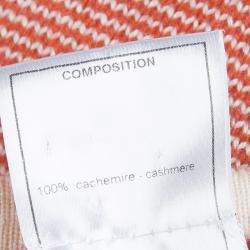 COMPOSITION
100% cachemire - cashmere